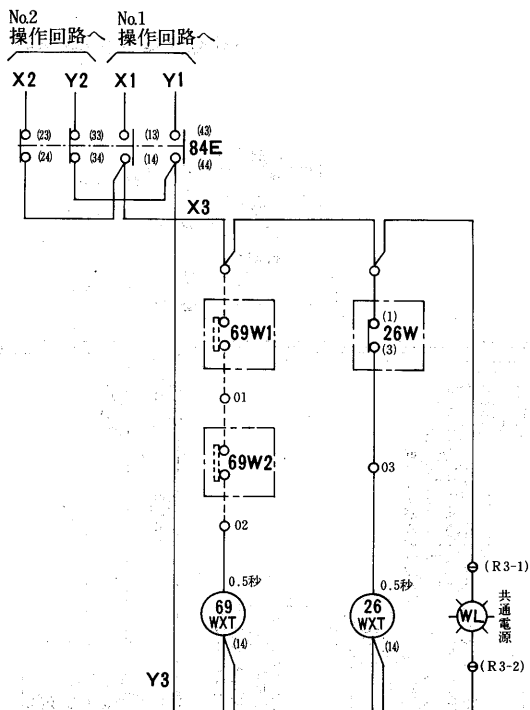 No.2 No.1
操作回路へ 操作回路へ
X2 Y2 X1 Y1
(23) (33) (13) (43)
84E
(24) (34) (14) (44)
X3
(1)
69W1 26W
(3)
01
69W2
03
02
(R3-1)
0.5秒 0.5秒
69 WXT
26 WXT
WL
共通電源
(14) (14)
(R3-2)
Y3